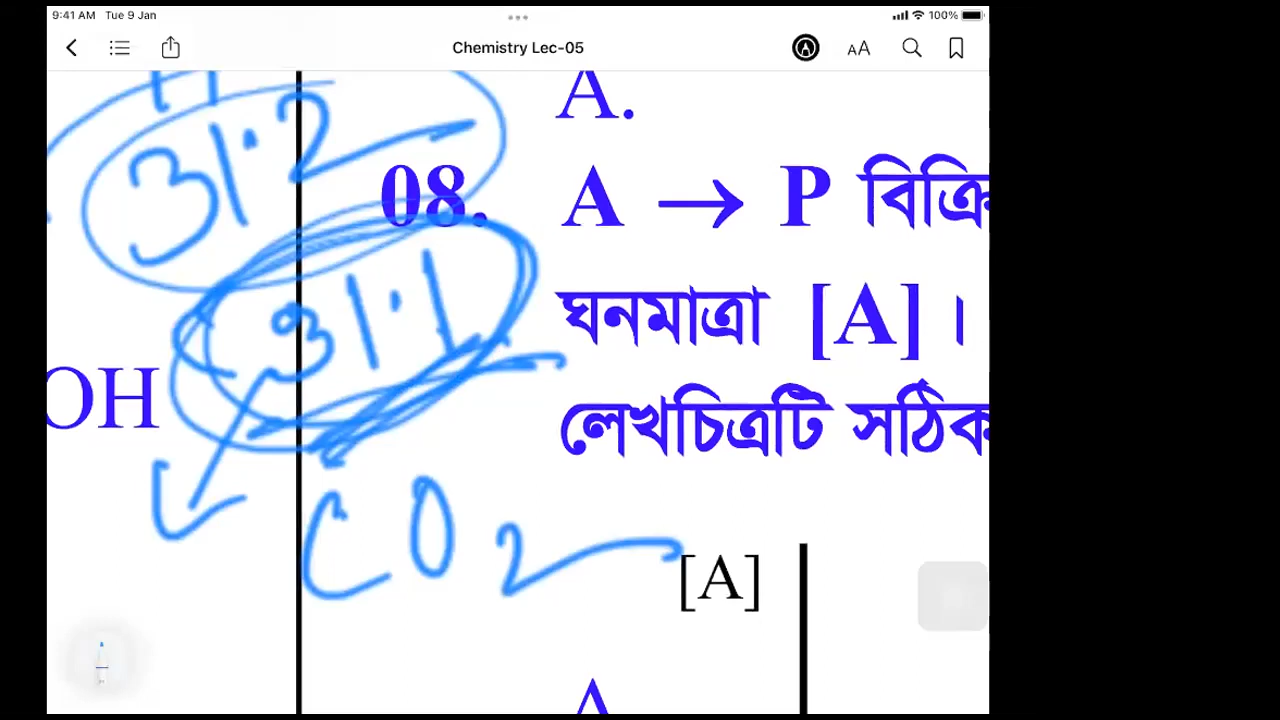 9:41 AM Tue 9 Jan
100%
Chemistry Lec-05
AA
A.
31.2
08. A → P
31.1
ঘনমাত্রা [A]।
OH
লেখচিত্রটি
CO2
[A]